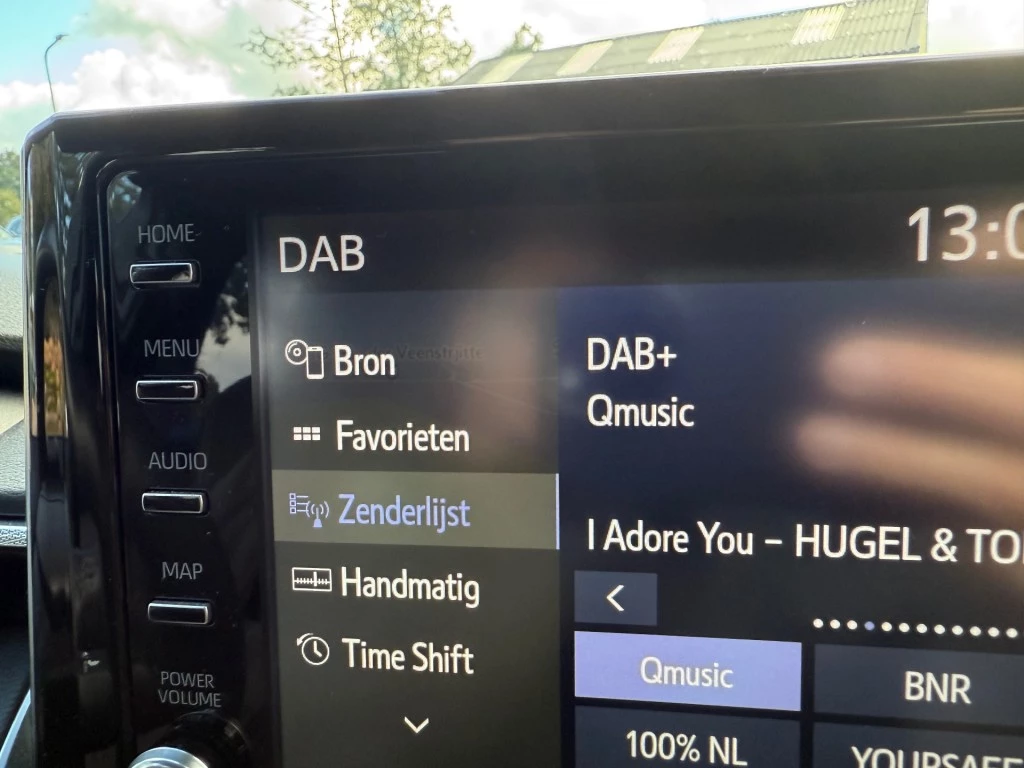 HOME
MENU
AUDIO
MAP
POWER
VOLUME
DAB
13:0
Bron
Favorieten
Zenderlijst
Handmatig
Time Shift
DAB+
Qmusic
I Adore You – HUGEL & TO
Qmusic
BNR
100% NL
YOURSAFE